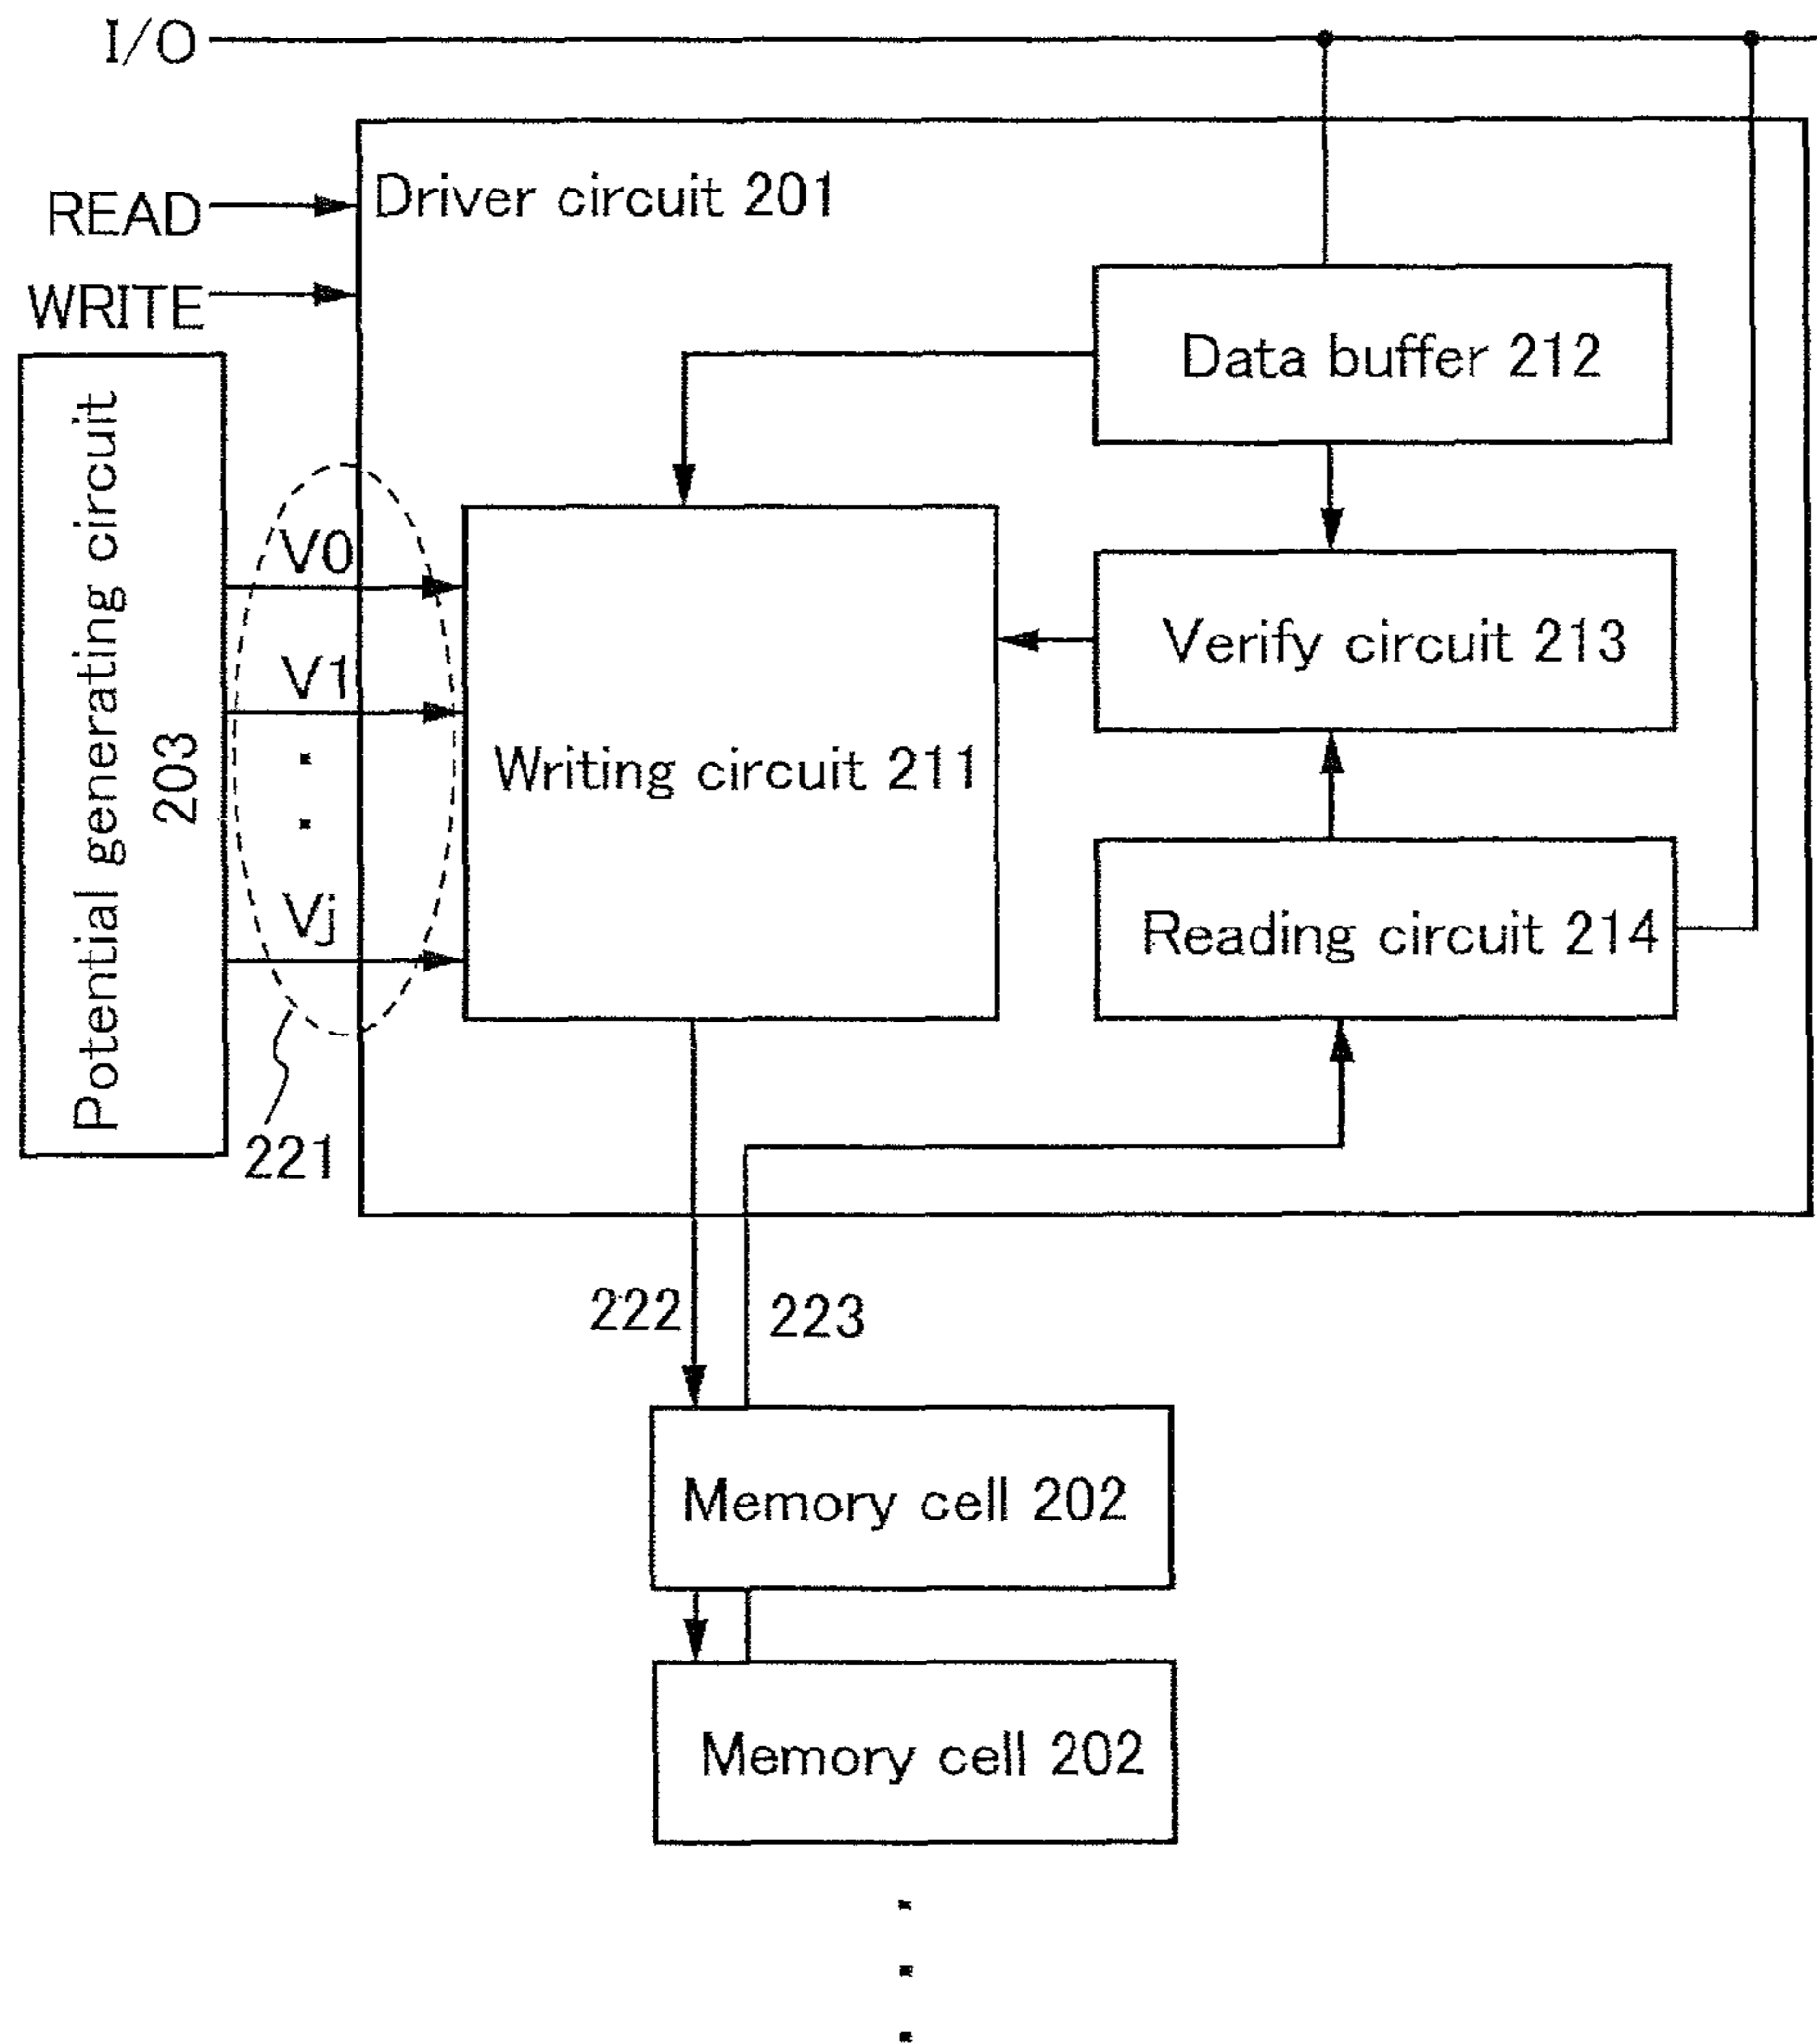 I/O
READ
WRITE
Driver circuit 201
Data buffer 212
Potential generating circuit
203
V0
V1
Vj
221
Writing circuit 211
Verify circuit 213
Reading circuit 214
222
223
Memory cell 202
Memory cell 202